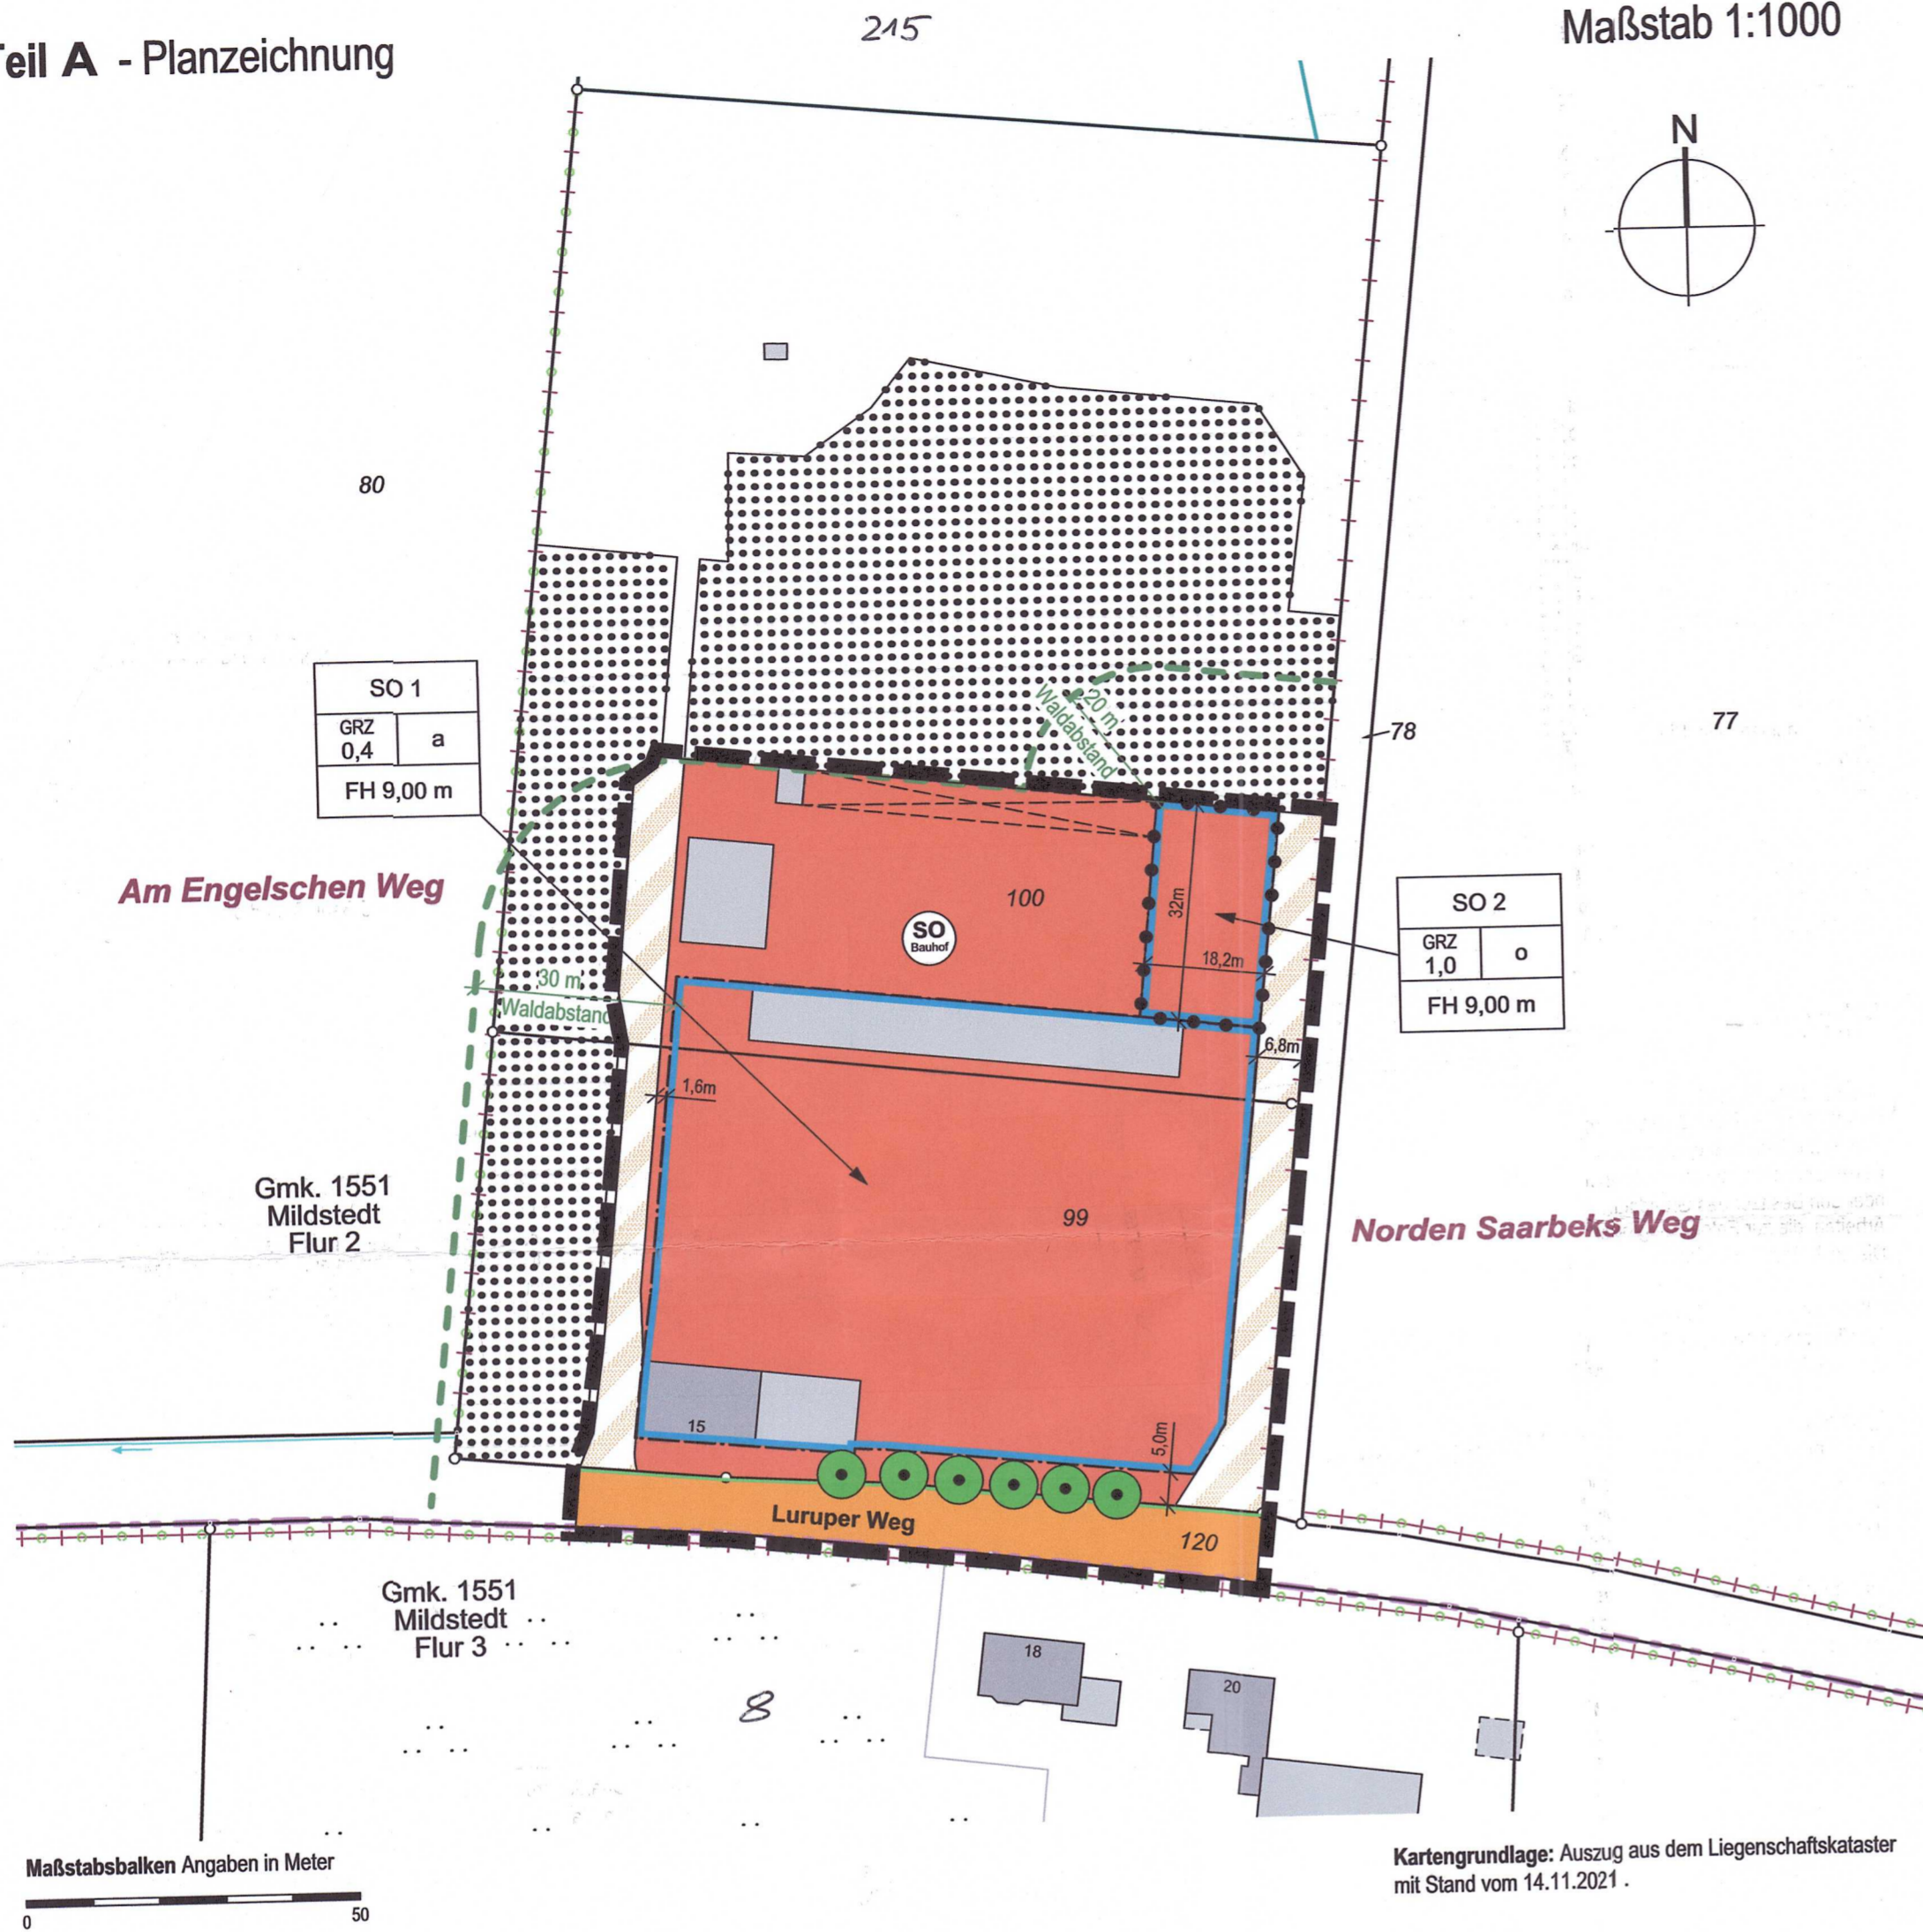 215
Maßstab 1:1000
eil A - Planzeichnung
N
80
SO 1
GRZ
0,4
a
FH 9,00 m
20 m
Waldabstand
78
77
Am Engelschen Weg
100
SO
Bauhof
32m
18,2m
SO 2
GRZ
1,0
o
FH 9,00 m
30 m
Waldabstand
6,8m
1,6m
Gmk. 1551
Mildstedt
Flur 2
99
Norden Saarbeks Weg
15
5,0m
Luruper Weg
120
Gmk. 1551
Mildstedt
Flur 3
18
20
8
Maßstabsbalken Angaben in Meter
0
50
Kartengrundlage: Auszug aus dem Liegenschaftskataster
mit Stand vom 14.11.2021 .